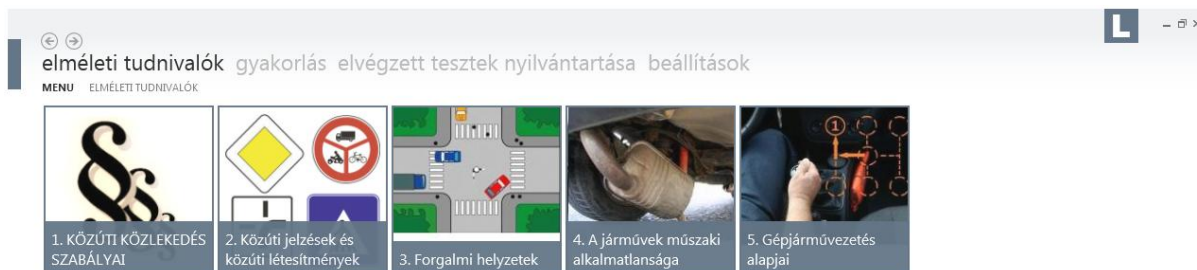 L
elméleti tudnivalók gyakorlás elvégzett tesztek nyilvántartása beállítások
MENU ELMÉLETI TUDNIVALÓK
1. KÖZÚTI KÖZLEKEDÉS
SZABÁLYAI
2. Közúti jelzések és
közúti létesítmények
3. Forgalmi helyzetek
4. A járművek műszaki
alkalmatlansága
1
5. Gépjárművezetés
alapjai